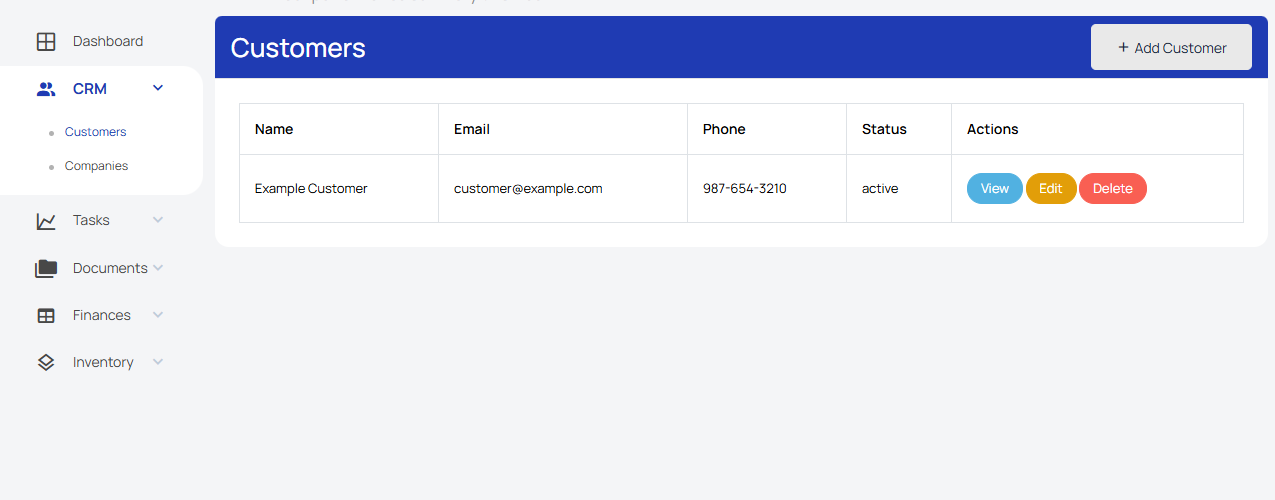 Dashboard
CRM
Customers
Companies
Tasks
Documents
Finances
Inventory
Customers
+ Add Customer
Name Email Phone Status Actions
Example Customer customer@example.com 987-654-3210 active View Edit Delete